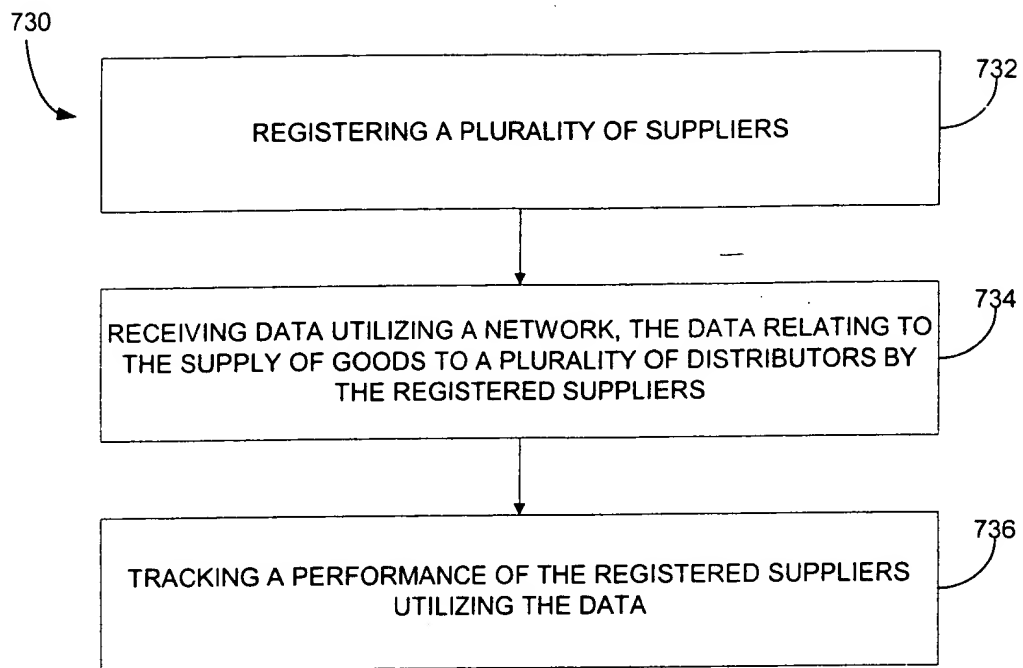 730
732
REGISTERING A PLURALITY OF SUPPLIERS
734
RECEIVING DATA UTILIZING A NETWORK, THE DATA RELATING TO
THE SUPPLY OF GOODS TO A PLURALITY OF DISTRIBUTORS BY
THE REGISTERED SUPPLIERS
736
TRACKING A PERFORMANCE OF THE REGISTERED SUPPLIERS
UTILIZING THE DATA